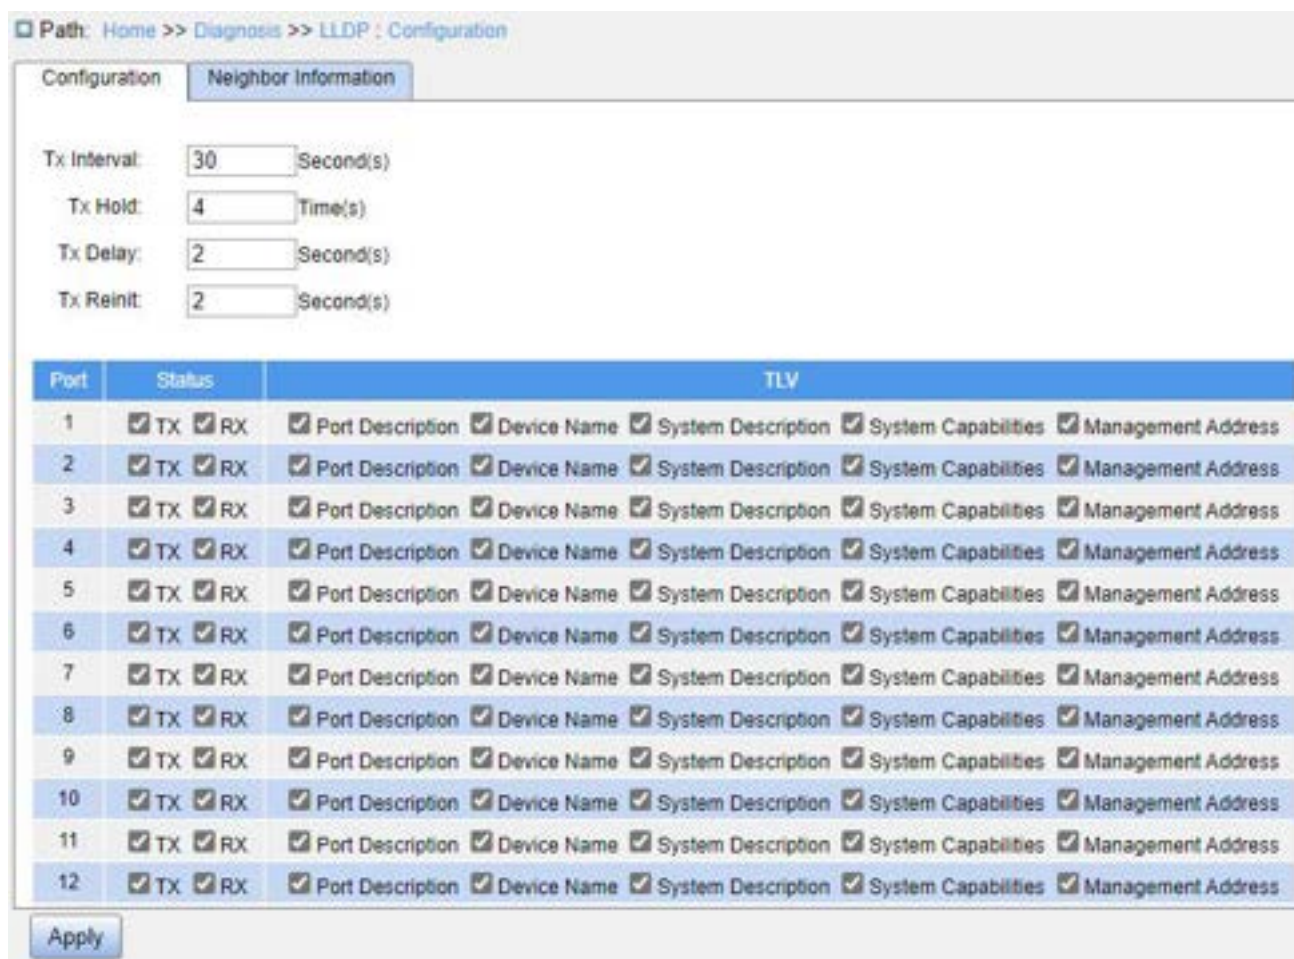 Path: Home >> Diagnosis >> LLDP : Configuration
Configuration Neighbor Information
Tx Interval: 30 Second(s)
Tx Hold: 4 Time(s)
Tx Delay: 2 Second(s)
Tx Reinit: 2 Second(s)
Port Status TLV
1 TX RX Port Description Device Name System Description System Capabilities Management Address
2 TX RX Port Description Device Name System Description System Capabilities Management Address
3 TX RX Port Description Device Name System Description System Capabilities Management Address
4 TX RX Port Description Device Name System Description System Capabilities Management Address
5 TX RX Port Description Device Name System Description System Capabilities Management Address
6 TX RX Port Description Device Name System Description System Capabilities Management Address
7 TX RX Port Description Device Name System Description System Capabilities Management Address
8 TX RX Port Description Device Name System Description System Capabilities Management Address
9 TX RX Port Description Device Name System Description System Capabilities Management Address
10 TX RX Port Description Device Name System Description System Capabilities Management Address
11 TX RX Port Description Device Name System Description System Capabilities Management Address
12 TX RX Port Description Device Name System Description System Capabilities Management Address
Apply